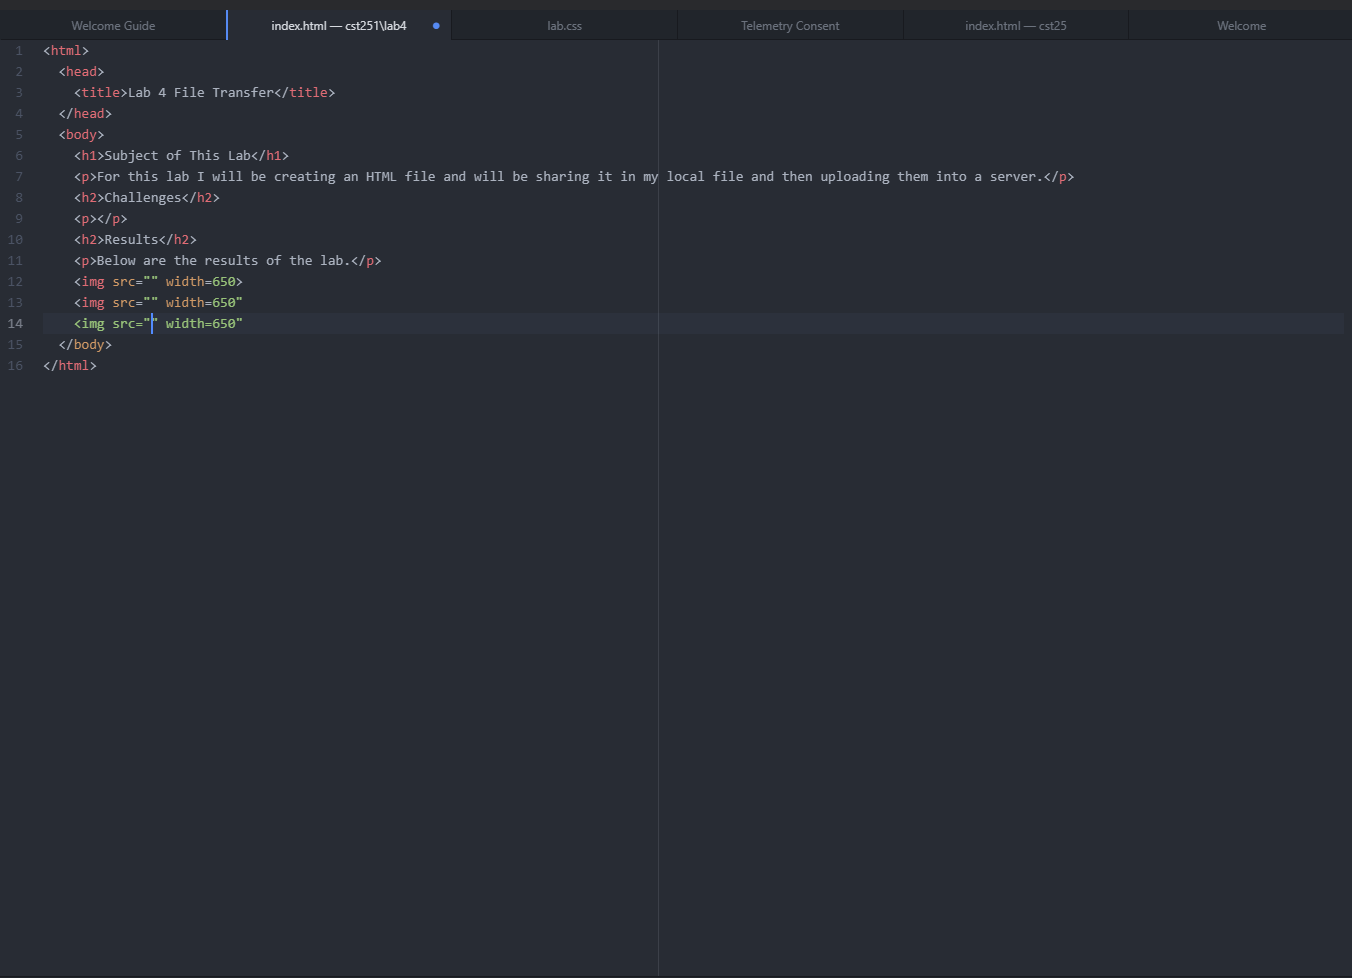 Welcome Guide
index.html — cst251\lab4
lab.css
Telemetry Consent
index.html — cst25
Welcome
1 <html>
2 <head>
3 <title>Lab 4 File Transfer</title>
4 </head>
5 <body>
6 <h1>Subject of This Lab</h1>
7 <p>For this lab I will be creating an HTML file and will be sharing it in my local file and then uploading them into a server.</p>
8 <h2>Challenges</h2>
9 <p></p>
10 <h2>Results</h2>
11 <p>Below are the results of the lab.</p>
12 <img src="" width=650>
13 <img src="" width=650"
14 <img src="" width=650"
15 </body>
16 </html>